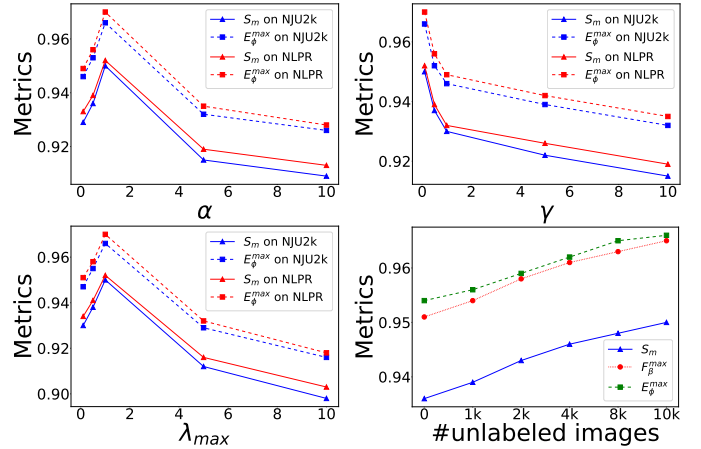 Metrics
0.96
0.94
0.92
0 2 4 6 8 10
α
S_m on NJU2k
E_ϕ^max on NJU2k
S_m on NLPR
E_ϕ^max on NLPR
Metrics
0.96
0.94
0.92
0 2 4 6 8 10
γ
S_m on NJU2k
E_ϕ^max on NJU2k
S_m on NLPR
E_ϕ^max on NLPR
Metrics
0.96
0.94
0.92
0.90
0 2 4 6 8 10
λ_max
S_m on NJU2k
E_ϕ^max on NJU2k
S_m on NLPR
E_ϕ^max on NLPR
Metrics
0.96
0.95
0.94
0 1k 2k 4k 8k 10k
#unlabeled images
S_m
F_β^max
E_ϕ^max